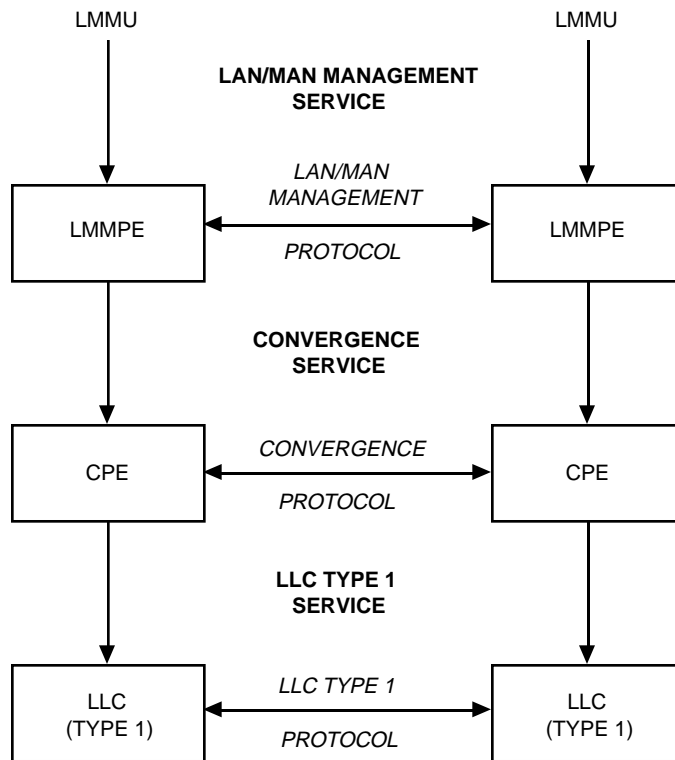 LMMU
LMMU
LAN/MAN MANAGEMENT
SERVICE
LAN/MAN
MANAGEMENT
LMMPE
LMMPE
PROTOCOL
CONVERGENCE
SERVICE
CONVERGENCE
CPE
CPE
PROTOCOL
LLC TYPE 1
SERVICE
LLC TYPE 1
LLC
(TYPE 1)
LLC
(TYPE 1)
PROTOCOL